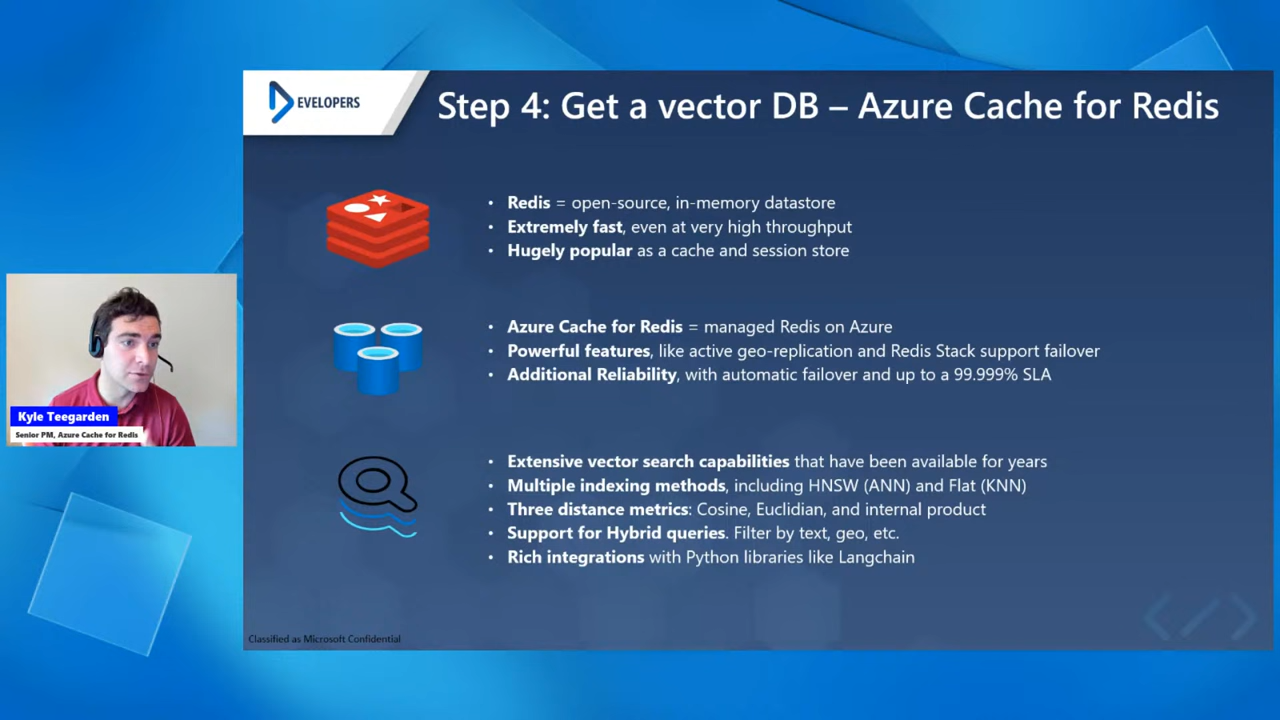 EVELOPERS
Step 4: Get a vector DB – Azure Cache for Redis
• Redis = open-source, in-memory datastore
• Extremely fast, even at very high throughput
• Hugely popular as a cache and session store
• Azure Cache for Redis = managed Redis on Azure
• Powerful features, like active geo-replication and Redis Stack support failover
• Additional Reliability, with automatic failover and up to a 99.999% SLA
• Extensive vector search capabilities that have been available for years
• Multiple indexing methods, including HNSW (ANN) and Flat (KNN)
• Three distance metrics: Cosine, Euclidian, and internal product
• Support for Hybrid queries. Filter by text, geo, etc.
• Rich integrations with Python libraries like Langchain
Classified as Microsoft Confidential
Kyle Teegarden
Senior PM, Azure Cache for Redis